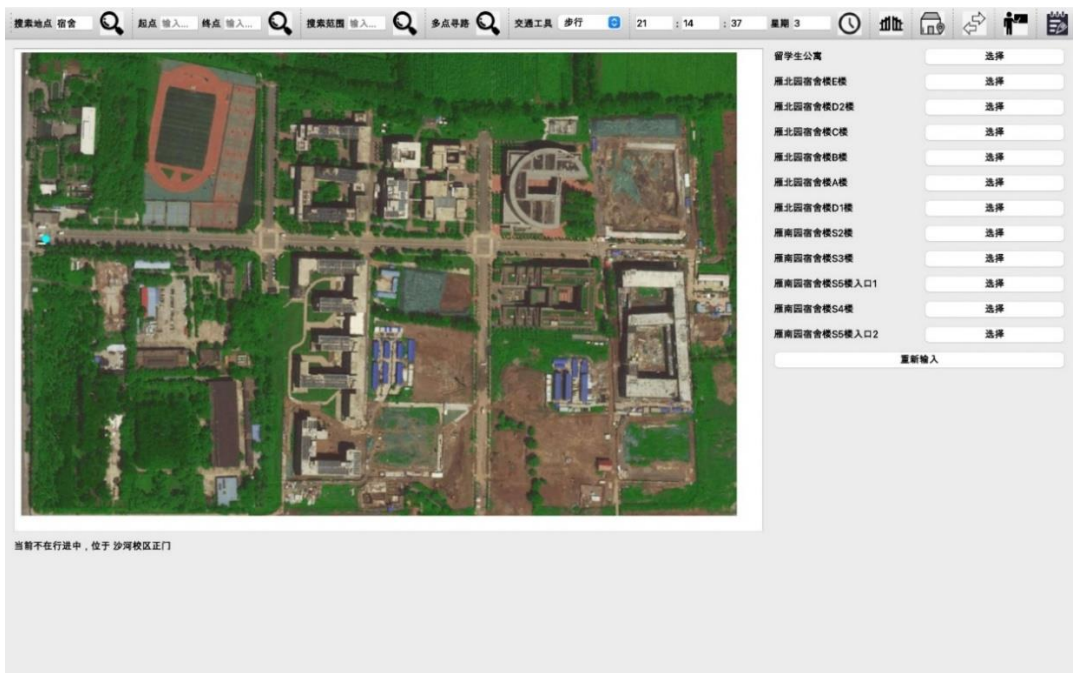 搜索地点 宿舍 起点 输入... 终点 输入... 搜索范围 输入... 多点寻路 交通工具 步行 21 : 14 : 37 星期 3
留学生公寓 选择
雁北园宿舍楼E楼 选择
雁北园宿舍楼D2楼 选择
雁北园宿舍楼C楼 选择
雁北园宿舍楼B楼 选择
雁北园宿舍楼A楼 选择
雁北园宿舍楼D1楼 选择
雁南园宿舍楼S2楼 选择
雁南园宿舍楼S3楼 选择
雁南园宿舍楼S5楼入口1 选择
雁南园宿舍楼S4楼 选择
雁南园宿舍楼S5楼入口2 选择
重新输入
当前不在行进中，位于 沙河校区正门